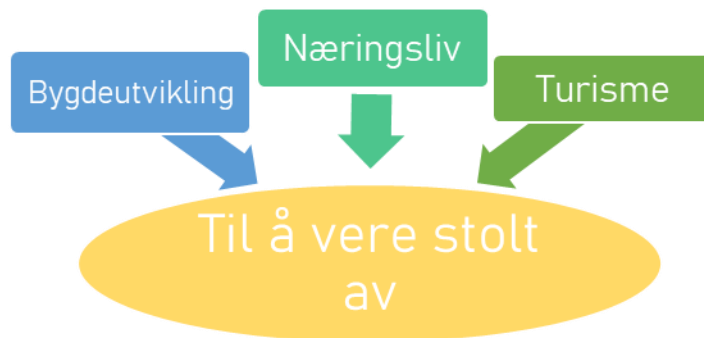 Næringsliv
Bygdeutvikling
Turisme
Til å vere stolt
av